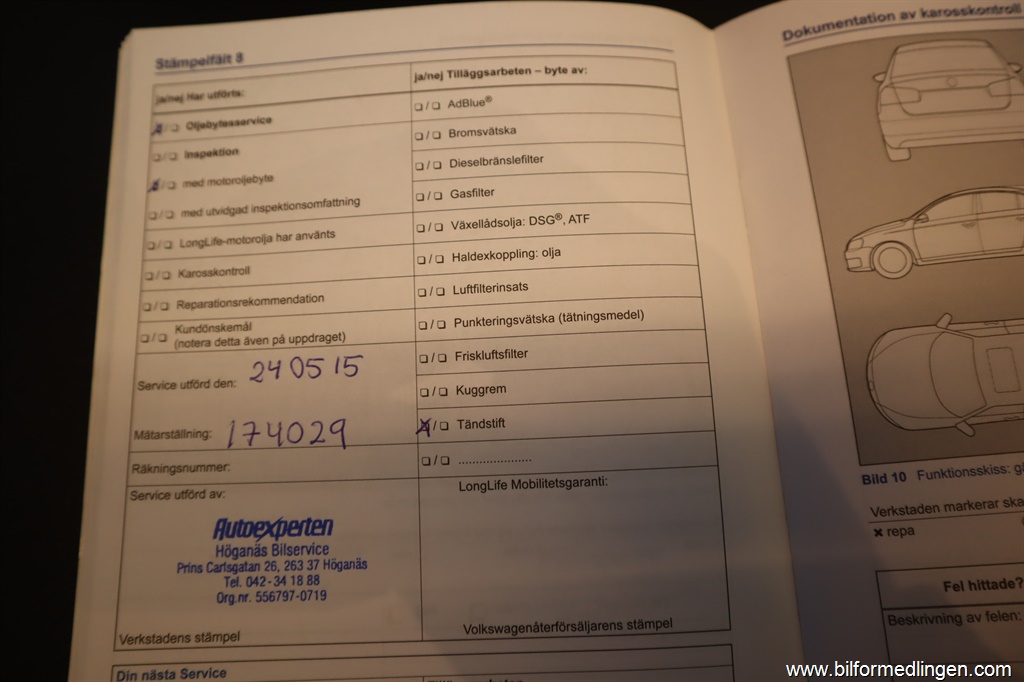 Stämpelfält 8
ja/nej Har utförts:
Oljebytesservice
Inspektion
med motoroljebyte
med utvidgad inspektionsomfattning
LongLife-motorolja har använts
Karosskontroll
Reparationsrekommendation
Kundönskemål
(notera detta även på uppdraget)
Service utförd den: 240515
Mätarställning: 174029
Räkningsnummer:
Service utförd av:
Autoexperten
Höganäs Bilservice
Prins Carlsgatan 26, 263 37 Höganäs
Tel. 042-34 18 88
Org.nr. 556797-0719
Verkstadens stämpel
ja/nej Tilläggsarbeten – byte av:
AdBlue®
Bromsvätska
Dieselbränslefilter
Gasfilter
Växellådsolja: DSG®, ATF
Haldexkoppling: olja
Luftfilterinsats
Punkteringsvätska (tätningsmedel)
Friskluftsfilter
Kuggrem
Tändstift
.....................
LongLife Mobilitetsgaranti:
Volkswagenåterförsäljarens stämpel
Din nästa Service
Dokumentation av karosskontroll
Bild 10 Funktionsskiss:
Verkstaden markerar
repa
Fel hittade?
Beskrivning av felen:
www.bilformedlingen.com